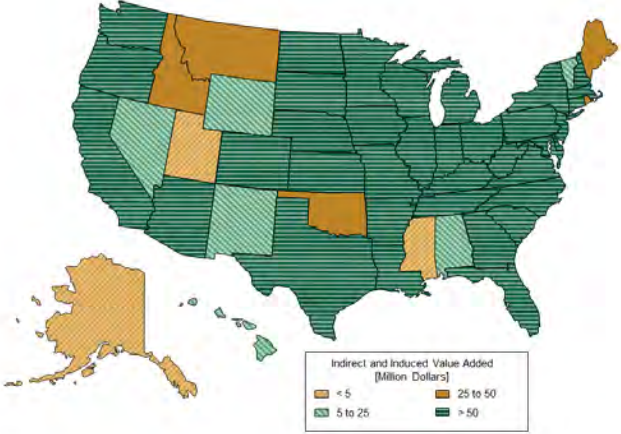 Indirect and Induced Value Added
[Million Dollars]
< 5
25 to 50
5 to 25
> 50